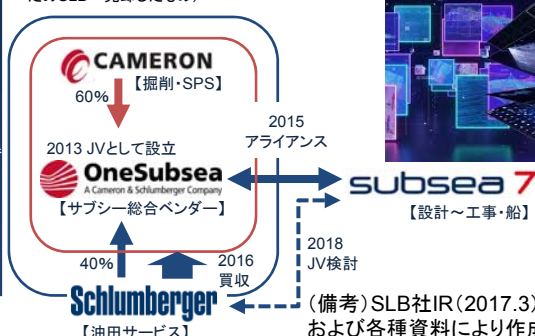 CAMERON
【掘削・SPS】
60%
2015
アライアンス
2013 JVとして設立
OneSubsea
A Cameron & Schlumberger Company
【サブシー総合ベンダー】
subsea 7
【設計～工事・船】
40%
2016
買収
2018
JV検討
Schlumberger
【油田サービス】
(備考)SLB社IR(2017.3)
および各種資料により作成